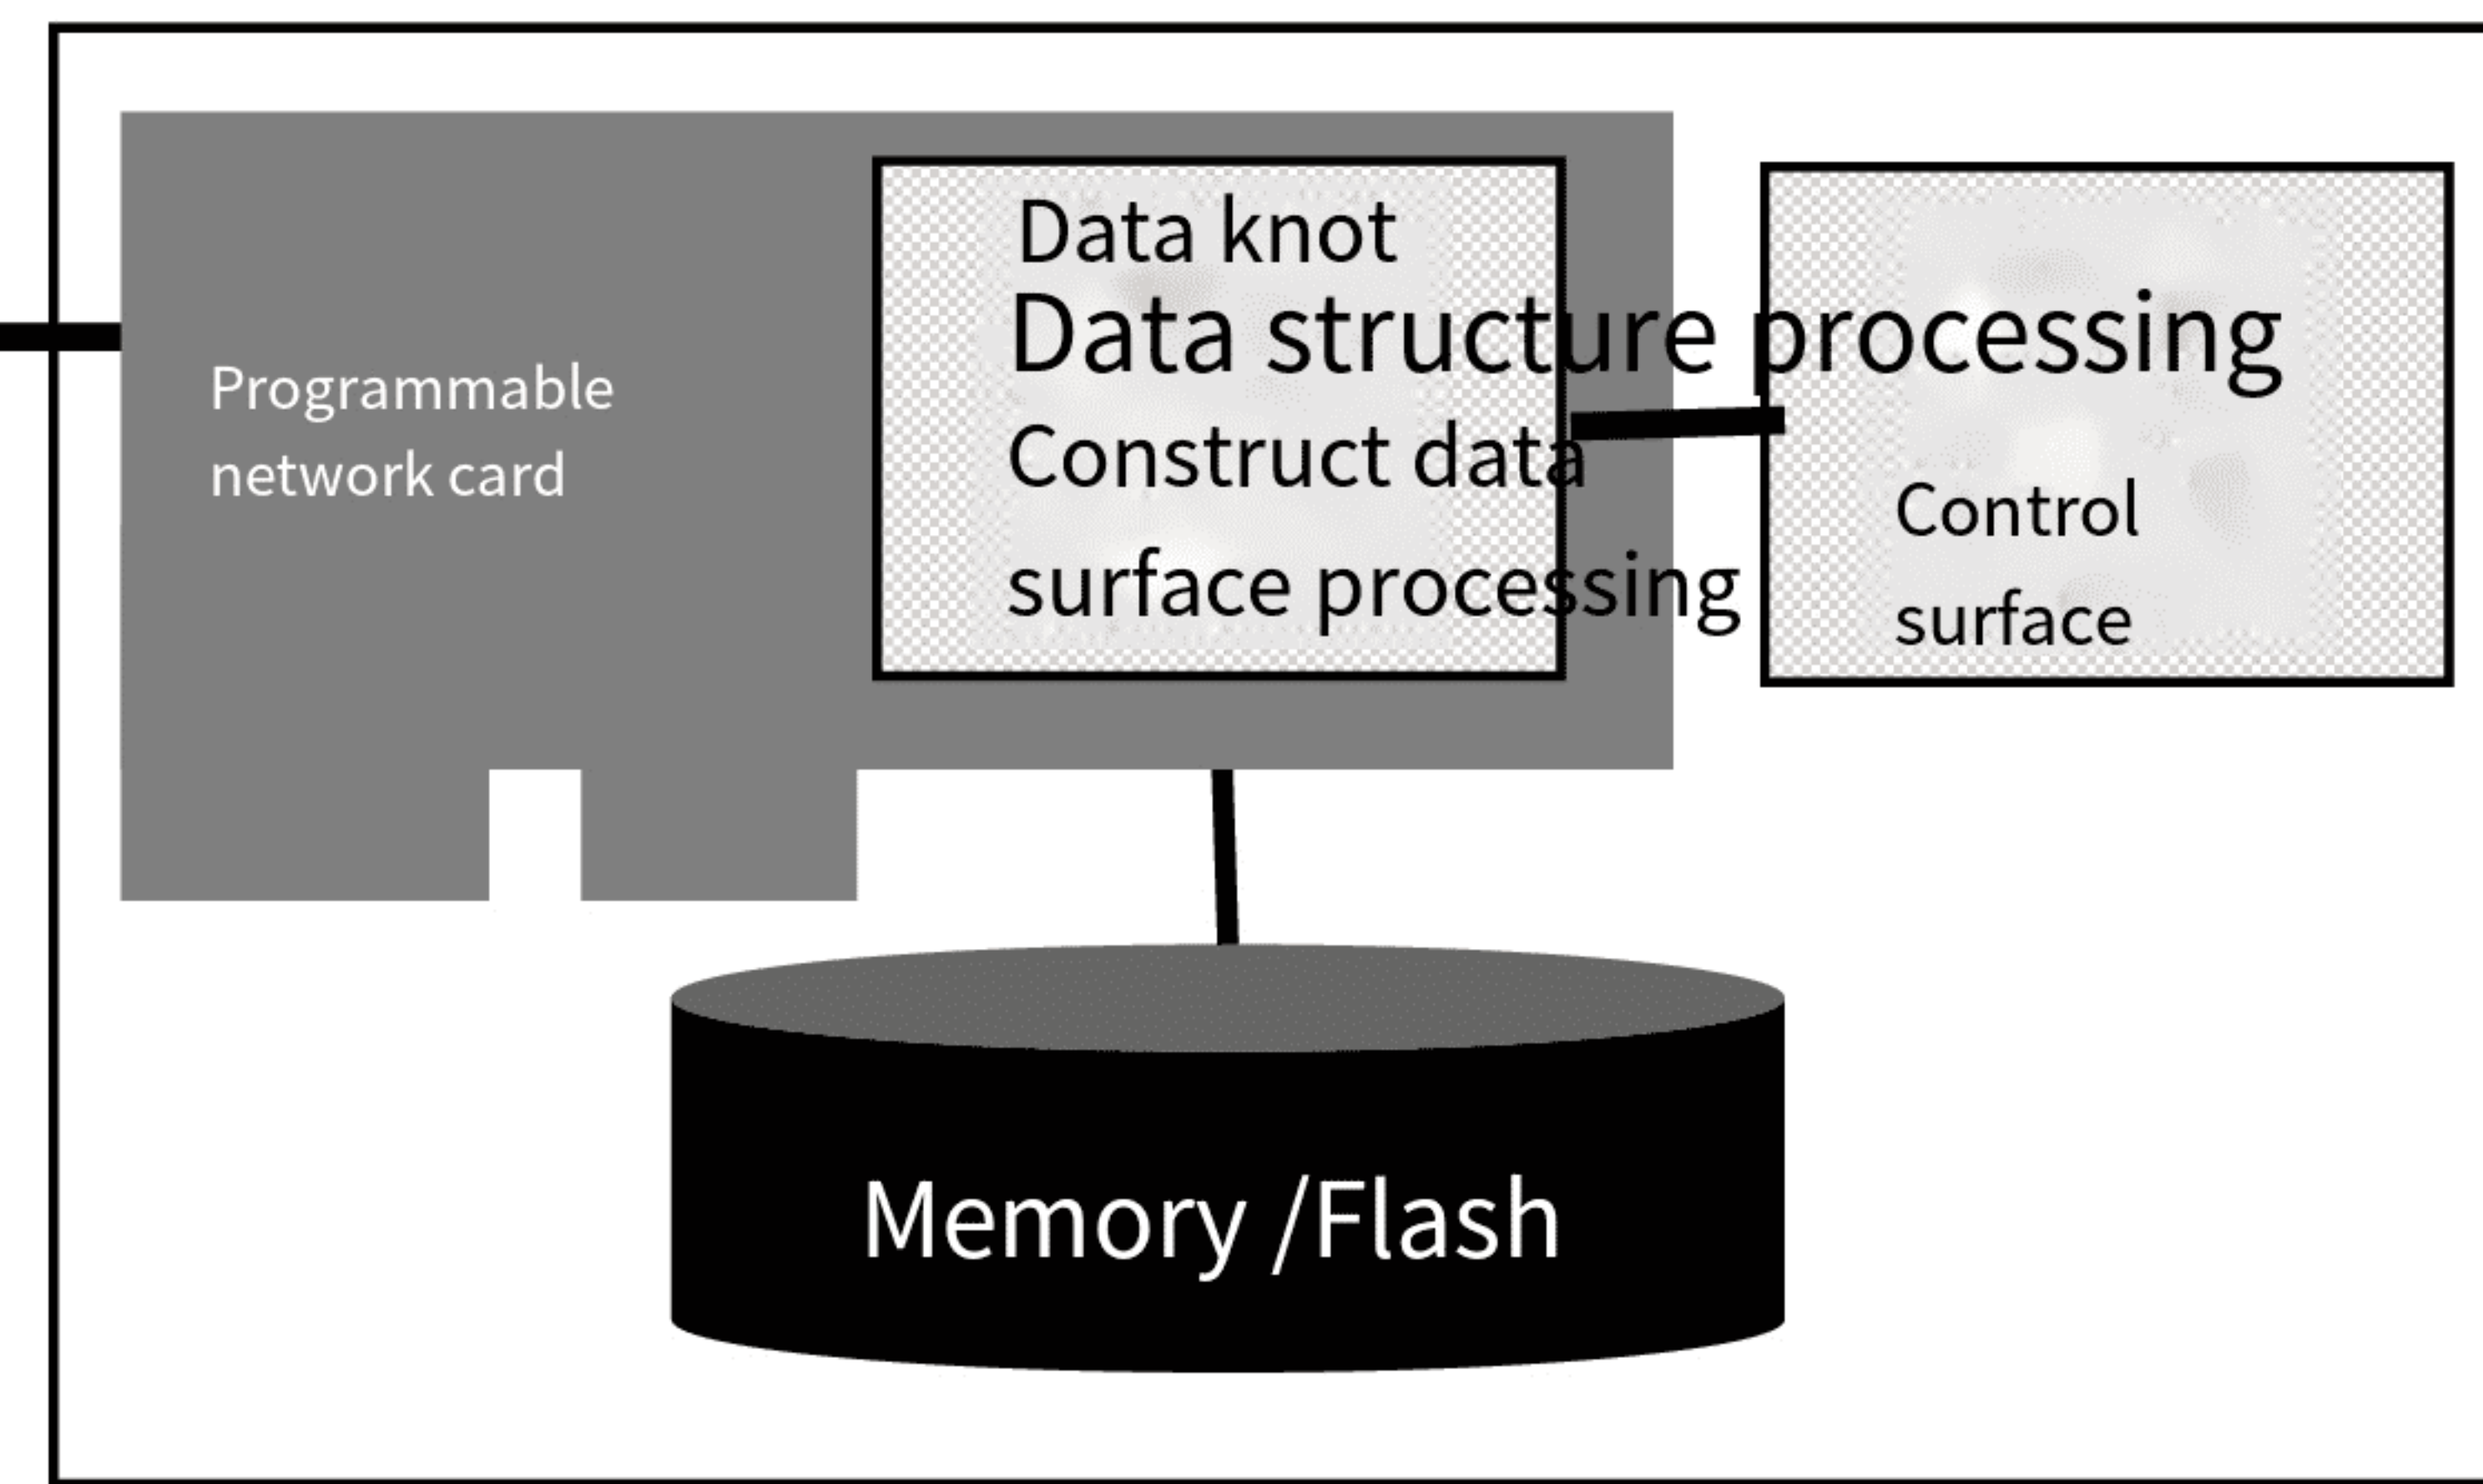 Programmable
network card
Data knot
Data structure processing
Construct data
surface processing
Control
surface
Memory /Flash